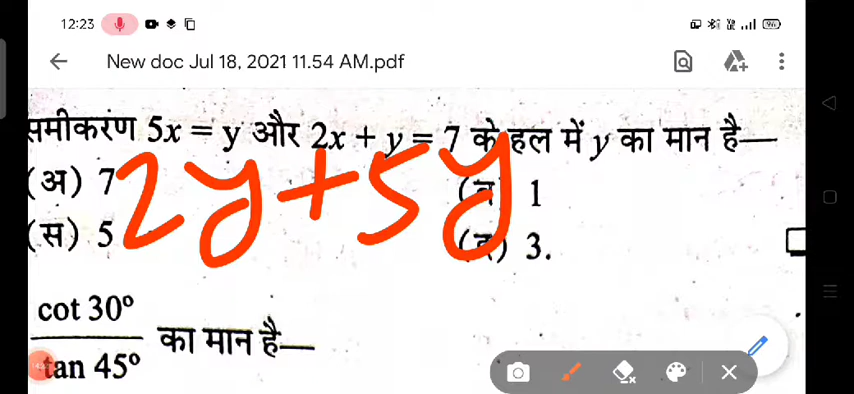 12:23
New doc Jul 18, 2021 11.54 AM.pdf
समीकरण 5x = y और 2x + y = 7 के हल में y का मान है—
(अ) 7 (ब) 1
2y+5y
(स) 5 (द) 3.
cot 30°
का मान है—
tan 45°